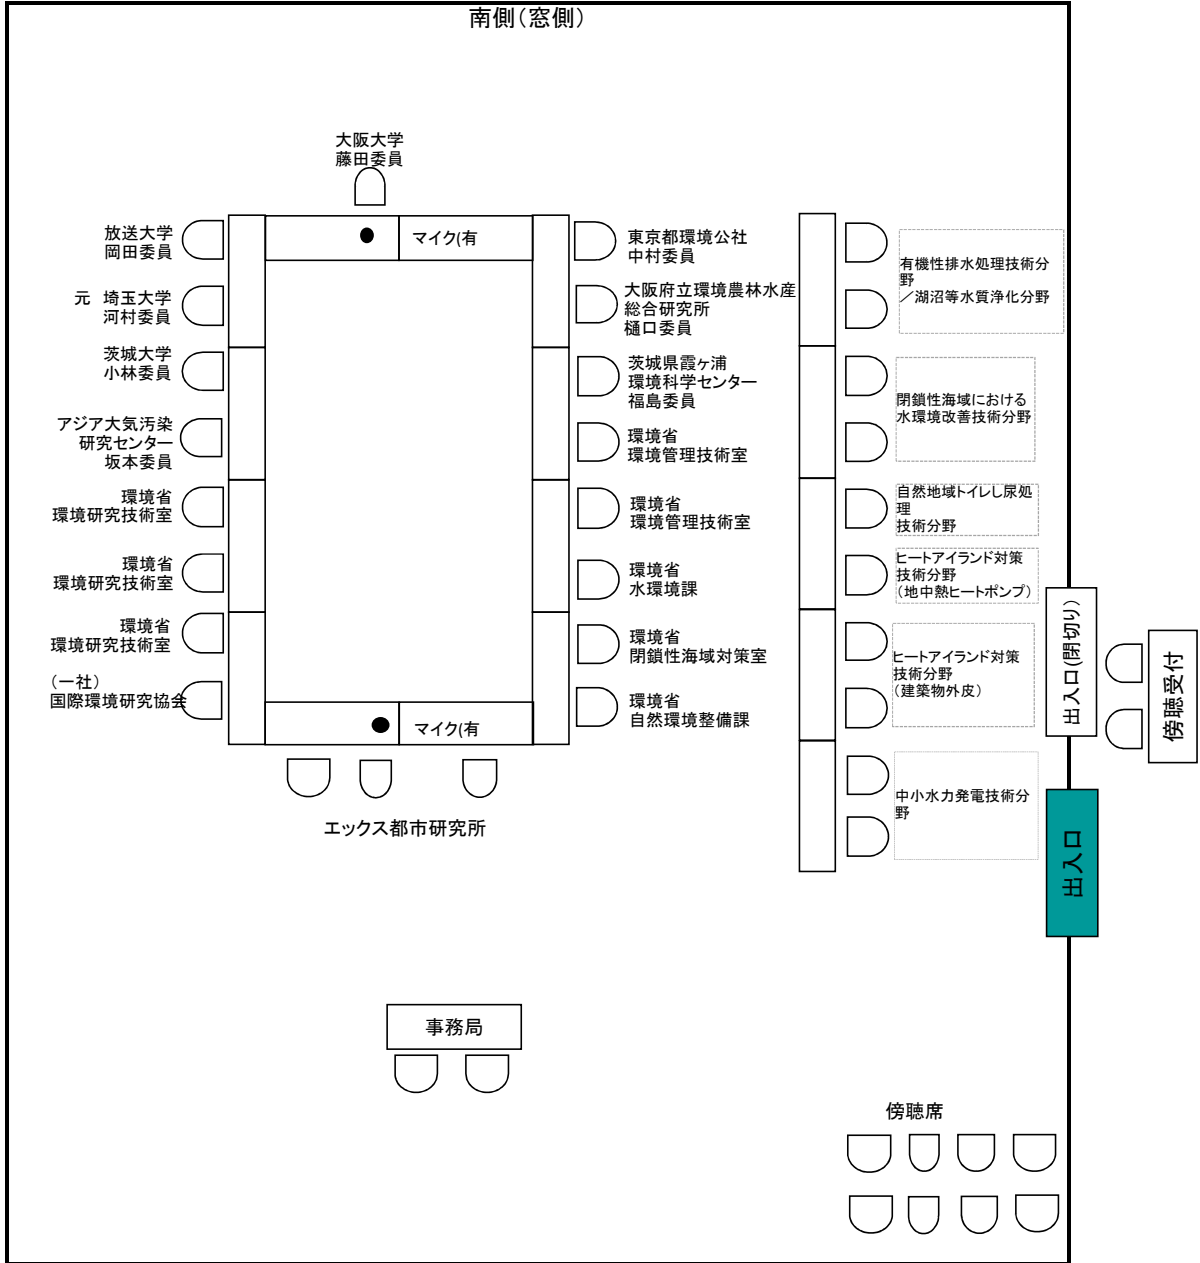 南側（窓側）
大阪大学
藤田委員
放送大学
岡田委員
元　埼玉大学
河村委員
茨城大学
小林委員
アジア大気汚染
研究センター
坂本委員
環境省
環境研究技術室
環境省
環境研究技術室
環境省
環境研究技術室
（一社）
国際環境研究協会
マイク(有
マイク(有
エックス都市研究所
東京都環境公社
中村委員
大阪府立環境農林水産
総合研究所
樋口委員
茨城県霞ヶ浦
環境科学センター
福島委員
環境省
環境管理技術室
環境省
環境管理技術室
環境省
水環境課
環境省
閉鎖性海域対策室
環境省
自然環境整備課
有機性排水処理技術分
野
／湖沼等水質浄化分野
閉鎖性海域における
水環境改善技術分野
自然地域トイレし尿処
理
技術分野
ヒートアイランド対策
技術分野
（地中熱ヒートポンプ）
ヒートアイランド対策
技術分野
（建築物外皮）
中小水力発電技術分
野
出入口(閉切り)
傍聴受付
出入口
事務局
傍聴席